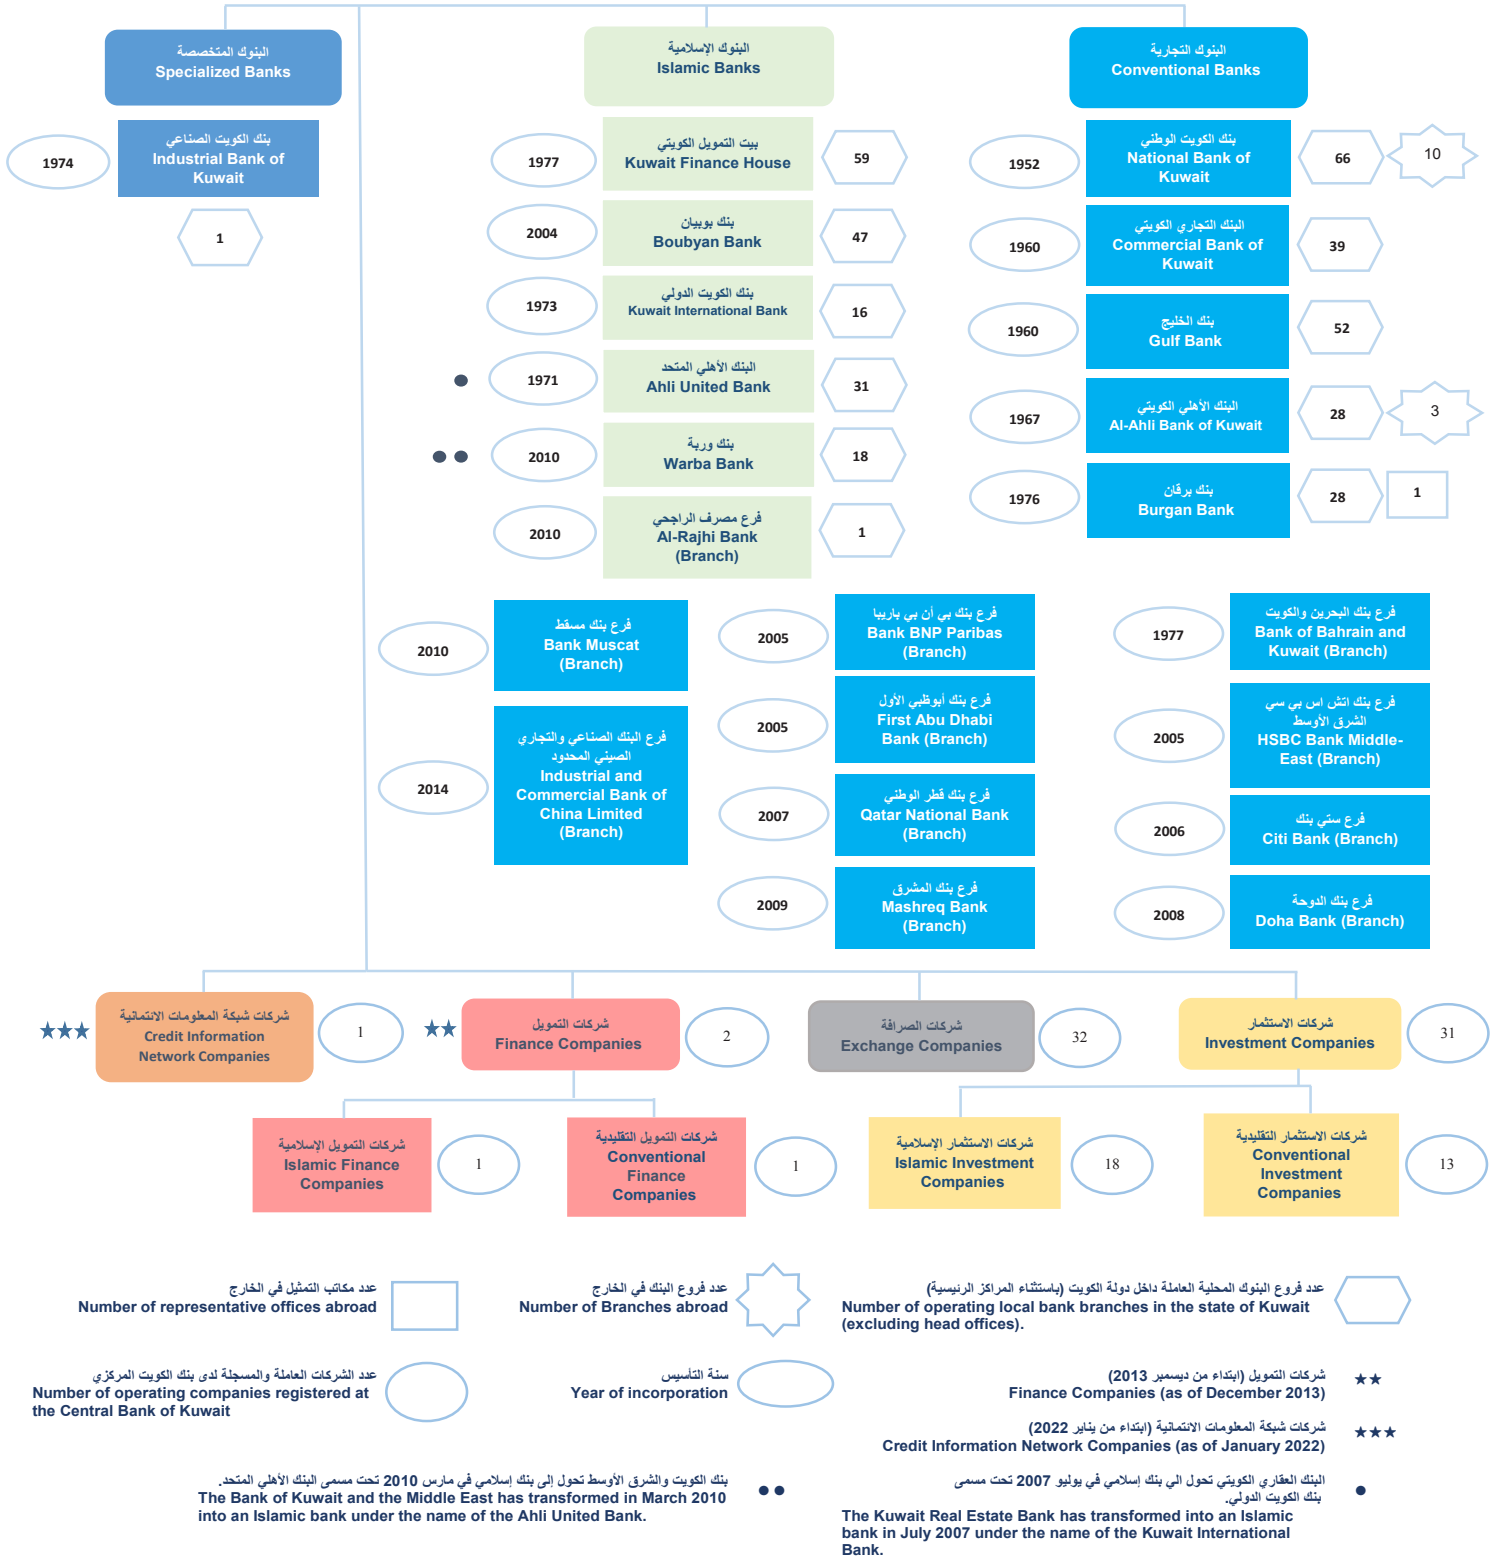 البنوك المتخصصة
Specialized Banks
البنوك الإسلامية
Islamic Banks
البنوك التجارية
Conventional Banks
1974
بنك الكويت الصناعي
Industrial Bank of
Kuwait
1
1977
بيت التمويل الكويتي
Kuwait Finance House
59
2004
بنك بوبيان
Boubyan Bank
47
1973
بنك الكويت الدولي
Kuwait International Bank
16
1971
البنك الأهلي المتحد
Ahli United Bank
31
2010
بنك وربة
Warba Bank
18
2010
فرع مصرف الراجحي
Al-Rajhi Bank
(Branch)
1
1952
بنك الكويت الوطني
National Bank of
Kuwait
66
10
1960
البنك التجاري الكويتي
Commercial Bank of
Kuwait
39
1960
بنك الخليج
Gulf Bank
52
1967
البنك الأهلي الكويتي
Al-Ahli Bank of Kuwait
28
3
1976
بنك برقان
Burgan Bank
28
1
2010
فرع بنك مسقط
Bank Muscat
(Branch)
2014
فرع البنك الصناعي والتجاري
الصيني المحدود
Industrial and
Commercial Bank of
China Limited
(Branch)
2005
فرع بنك بي أن بي باريبا
Bank BNP Paribas
(Branch)
2005
فرع بنك أبوظبي الأول
First Abu Dhabi
Bank (Branch)
2007
فرع بنك قطر الوطني
Qatar National Bank
(Branch)
2009
فرع بنك المشرق
Mashreq Bank
(Branch)
1977
فرع بنك البحرين والكويت
Bank of Bahrain and
Kuwait (Branch)
2005
فرع بنك اتش اس بي سي
الشرق الأوسط
HSBC Bank Middle-
East (Branch)
2006
فرع ستي بنك
Citi Bank (Branch)
2008
فرع بنك الدوحة
Doha Bank (Branch)
★★★
شركات شبكة المعلومات الائتمانية
Credit Information
Network Companies
1
★★
شركات التمويل
Finance Companies
2
شركات الصرافة
Exchange Companies
32
شركات الاستثمار
Investment Companies
31
شركات التمويل الإسلامية
Islamic Finance
Companies
1
شركات التمويل التقليدية
Conventional
Finance
Companies
1
شركات الاستثمار الإسلامية
Islamic Investment
Companies
18
شركات الاستثمار التقليدية
Conventional
Investment
Companies
13
عدد مكاتب التمثيل في الخارج
Number of representative offices abroad
عدد فروع البنك في الخارج
Number of Branches abroad
عدد فروع البنوك المحلية العاملة داخل دولة الكويت (باستثناء المراكز الرئيسية)
Number of operating local bank branches in the state of Kuwait
(excluding head offices).
عدد الشركات العاملة والمسجلة لدى بنك الكويت المركزي
Number of operating companies registered at
the Central Bank of Kuwait
سنة التأسيس
Year of incorporation
شركات التمويل (ابتداء من ديسمبر 2013)
Finance Companies (as of December 2013)
★★
شركات شبكة المعلومات الائتمانية (ابتداء من يناير 2022)
Credit Information Network Companies (as of January 2022)
★★★
بنك الكويت والشرق الأوسط تحول إلى بنك إسلامي في مارس 2010 تحت مسمى البنك الأهلي المتحد.
The Bank of Kuwait and the Middle East has transformed in March 2010
into an Islamic bank under the name of the Ahli United Bank.
●●
البنك العقاري الكويتي تحول الي بنك إسلامي في يوليو 2007 تحت مسمى
بنك الكويت الدولي.
The Kuwait Real Estate Bank has transformed into an Islamic
bank in July 2007 under the name of the Kuwait International
Bank.
●